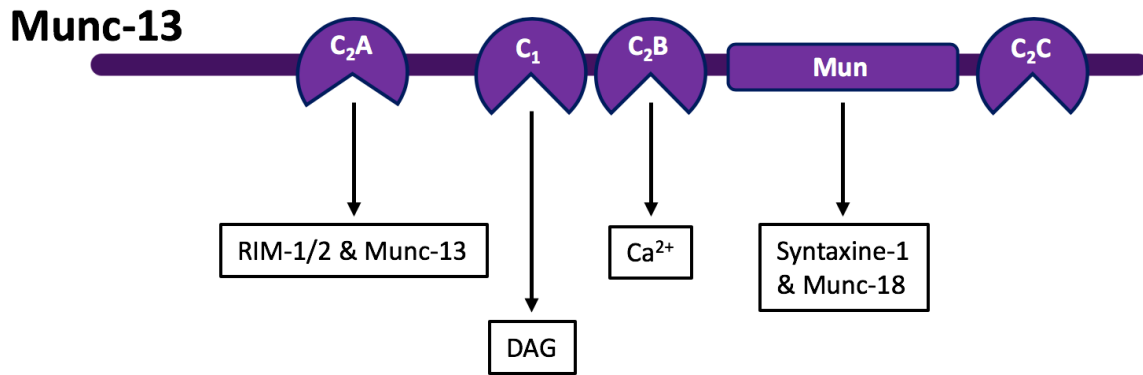 Munc-13
C₂A
C₁
C₂B
Mun
C₂C
RIM-1/2 & Munc-13
DAG
Ca²⁺
Syntaxine-1
& Munc-18